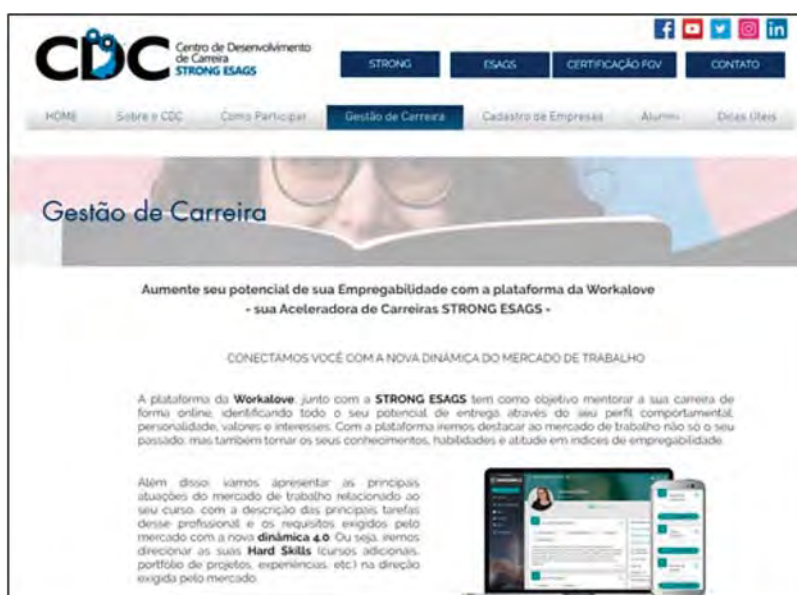 CDC Centro de Desenvolvimento
de Carreira
STRONG ESAGS
STRONG ESAGS CERTIFICAÇÃO FGV CONTATO
HOME Sobre o CDC Como Participar Gestão de Carreira Cadastro de Empresas Alumni Dicas Úteis
Gestão de Carreira
Aumente seu potencial de sua Empregabilidade com a plataforma da Workalove
- sua Aceleradora de Carreiras STRONG ESAGS -
CONECTAMOS VOCÊ COM A NOVA DINÂMICA DO MERCADO DE TRABALHO
A plataforma da Workalove, junto com a STRONG ESAGS tem como objetivo mentorar a sua carreira de
forma online, identificando todo o seu potencial de entrega através do seu perfil comportamental,
personalidade, valores e interesses. Com a plataforma iremos destacar ao mercado de trabalho não só o seu
passado, mas também tornar os seus conhecimentos, habilidades e atitude em índices de empregabilidade.
Além disso, vamos apresentar as principais
atuações do mercado de trabalho relacionado ao
seu curso, com a descrição das principais tarefas
desse profissional e os requisitos exigidos pelo
mercado com a nova dinâmica 4.0. Ou seja, iremos
direcionar as suas Hard Skills (cursos adicionais,
portfólio de projetos, experiências, etc.) na direção
exigida pelo mercado.